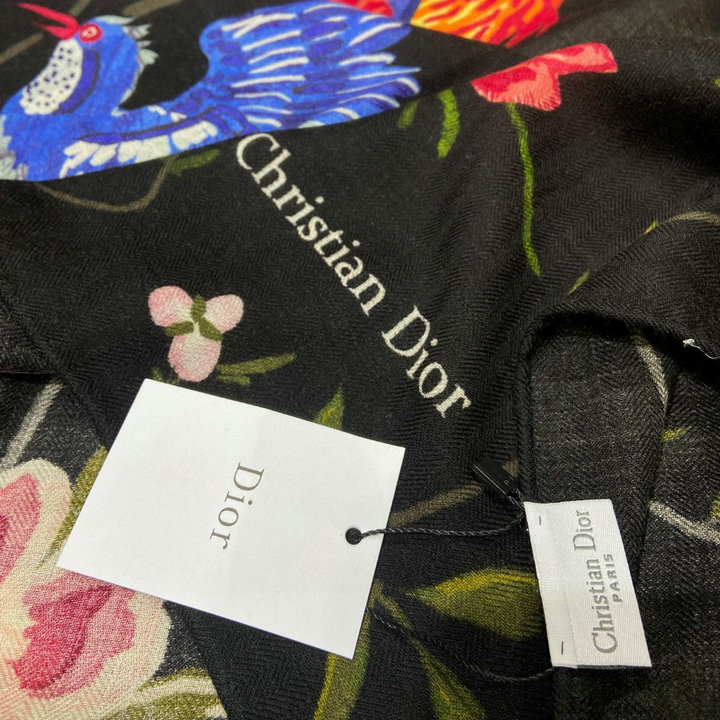 Christian Dior
Dior
Christian Dior
PARIS